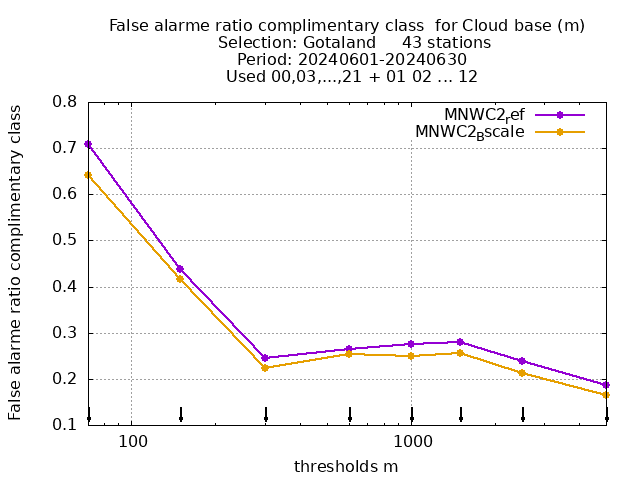 False alarme ratio complimentary class  for Cloud base (m)
Selection: Gotaland     43 stations
Period: 20240601-20240630
Used 00,03,...,21 + 01 02 ... 12
False alarme ratio complimentary class
0.8
0.7
0.6
0.5
0.4
0.3
0.2
0.1
MNWC2ref
MNWC2Bscale
100 1000
thresholds m